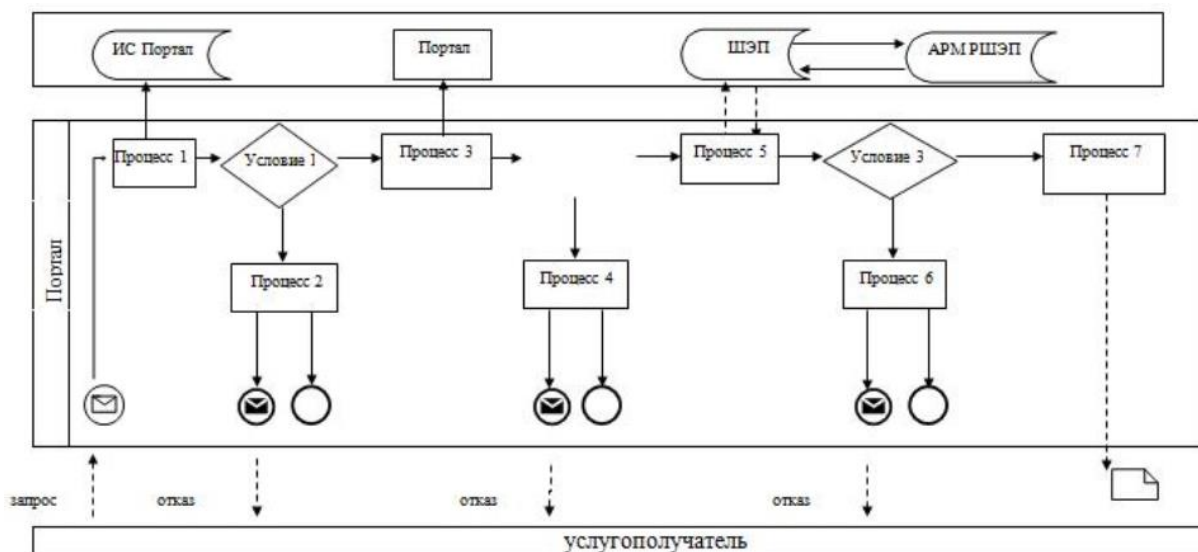 ИС Портал
Портал
ШЭП
АРМ РШЭП
Портал
Процесс 1
Условие 1
Процесс 3
Процесс 5
Условие 3
Процесс 7
Процесс 2
Процесс 4
Процесс 6
запрос
отказ
отказ
отказ
услугополучатель